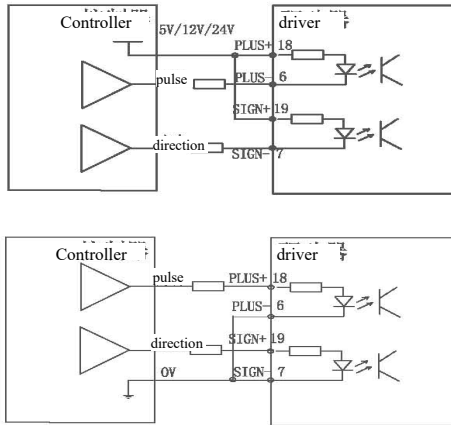 Controller
driver
5V/12V/24V
PLUS+ 18
pulse
PLUS- 6
SIGN+ 19
direction
SIGN- 7
Controller
driver
pulse
PLUS+ 18
PLUS- 6
direction
SIGN+ 19
0V
SIGN- 7